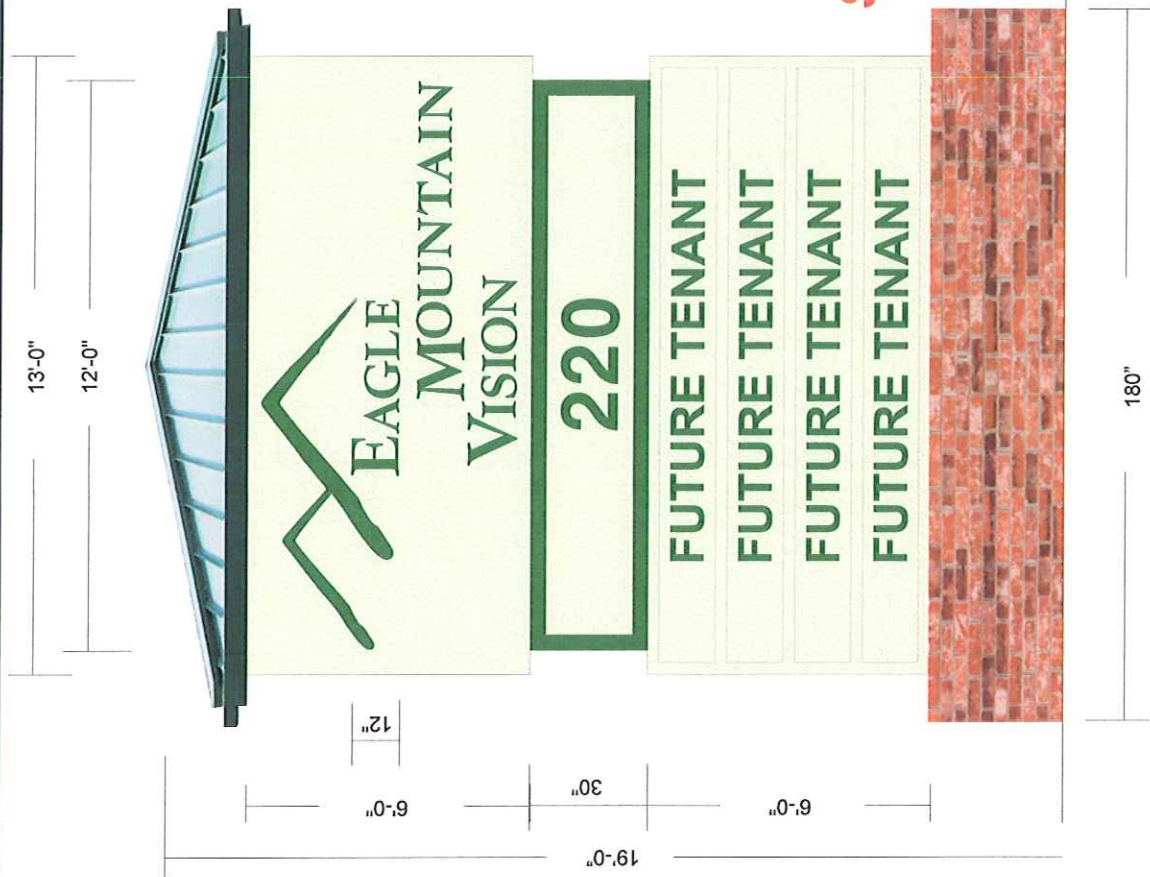 13'-0"
12'-0"
EAGLE
MOUNTAIN
VISION
220
FUTURE TENANT
FUTURE TENANT
FUTURE TENANT
FUTURE TENANT
12"
6'-0"
30"
6'-0"
19'-0"
180"